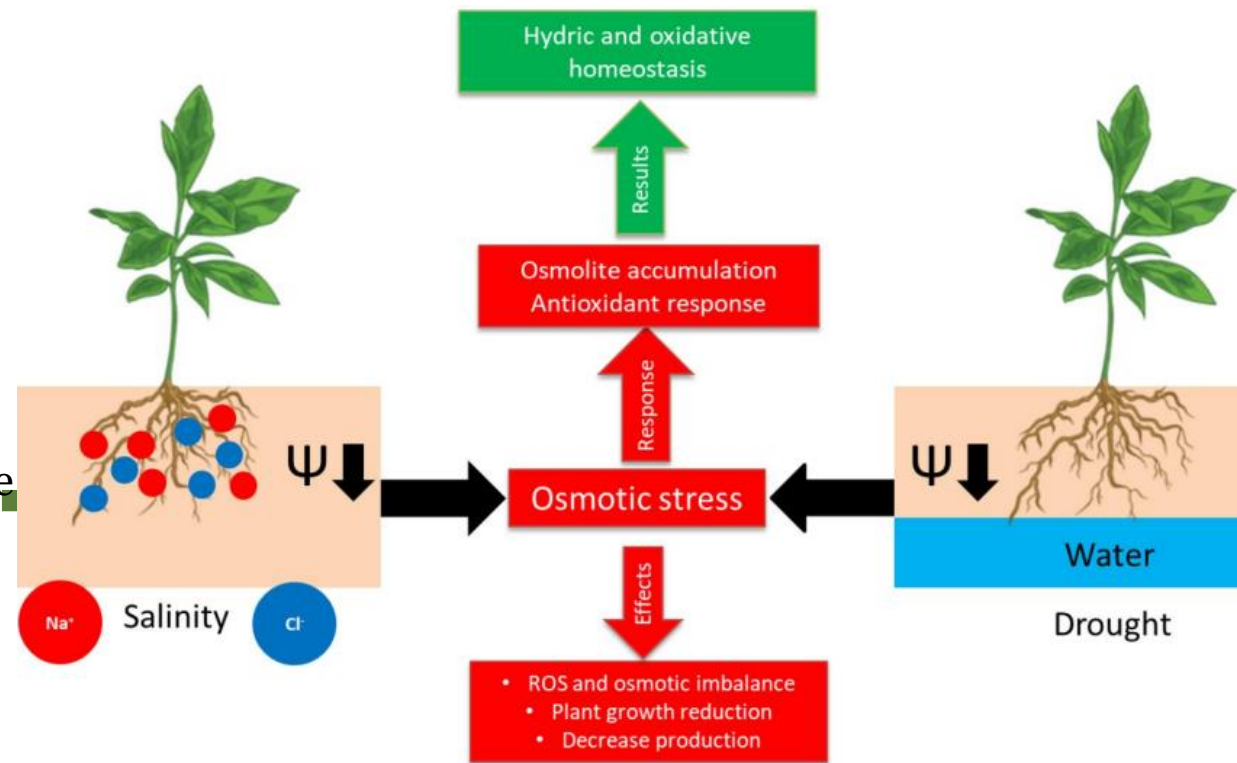 Hydric and oxidative
homeostasis
Results
Osmolite accumulation
Antioxidant response
Response
Ψ
Osmotic stress
Ψ
e
Water
Effects
Na⁺
Salinity
Cl⁻
Drought
• ROS and osmotic imbalance
• Plant growth reduction
• Decrease production